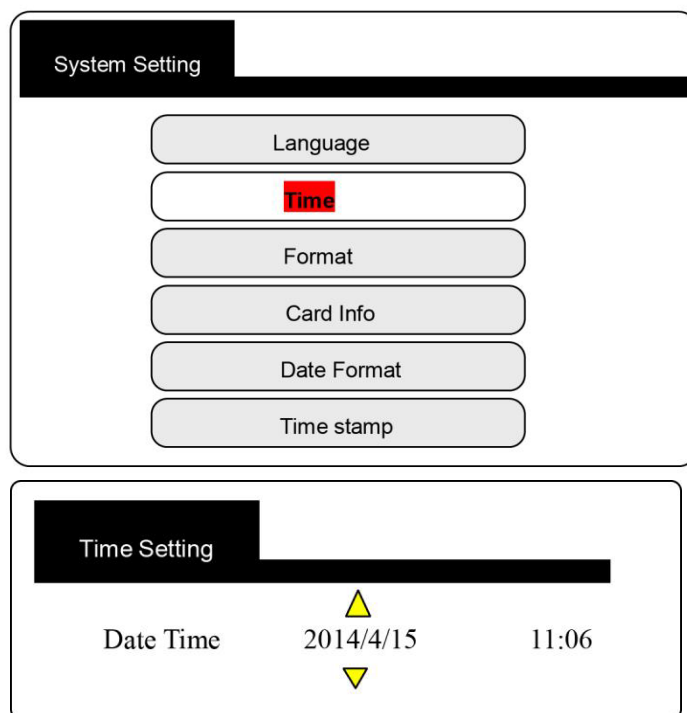 System Setting
Language
Time
Format
Card Info
Date Format
Time stamp
Time Setting
Date Time 2014/4/15 11:06